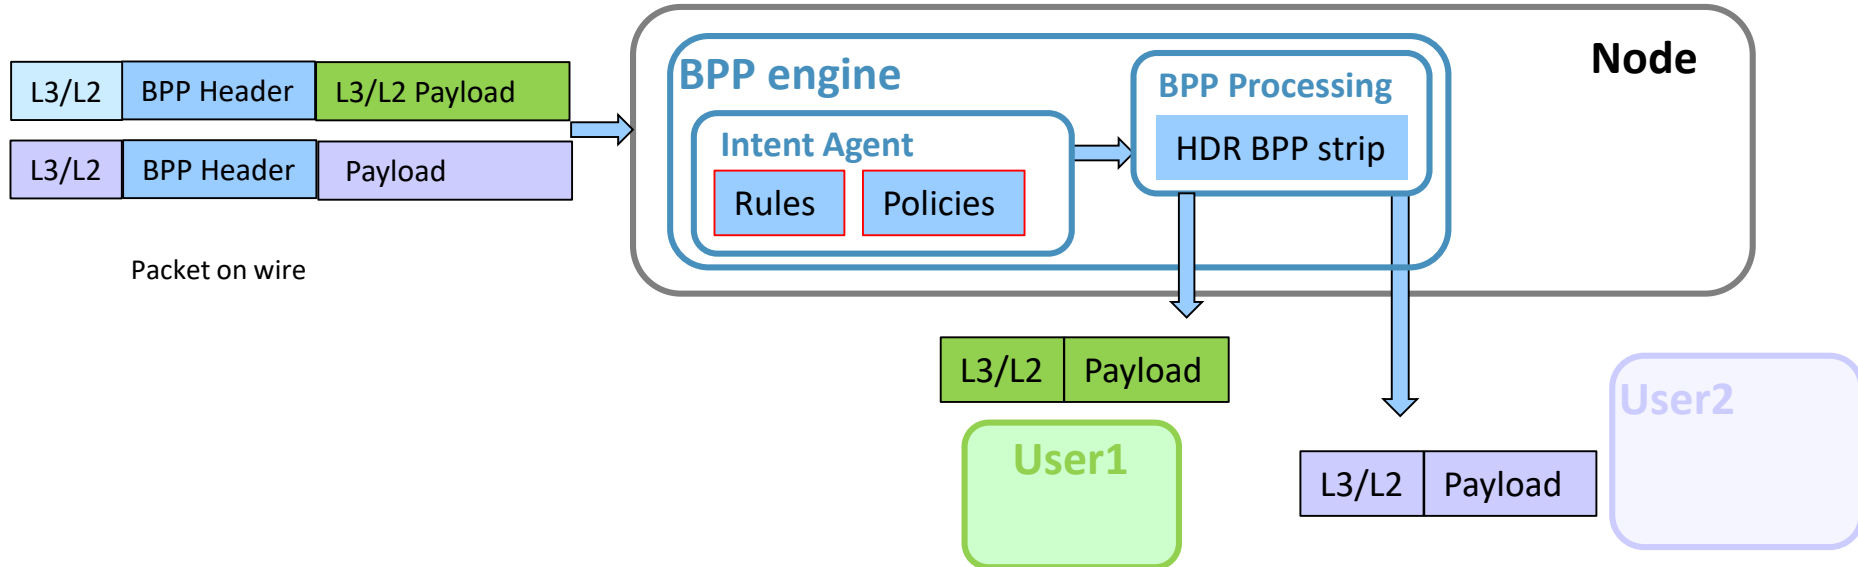 Node
BPP engine
BPP Processing
L3/L2 BPP Header L3/L2 Payload
HDR BPP strip
Intent Agent
L3/L2 BPP Header Payload
Rules Policies
Packet on wire
L3/L2 Payload
User1
User2
L3/L2 Payload